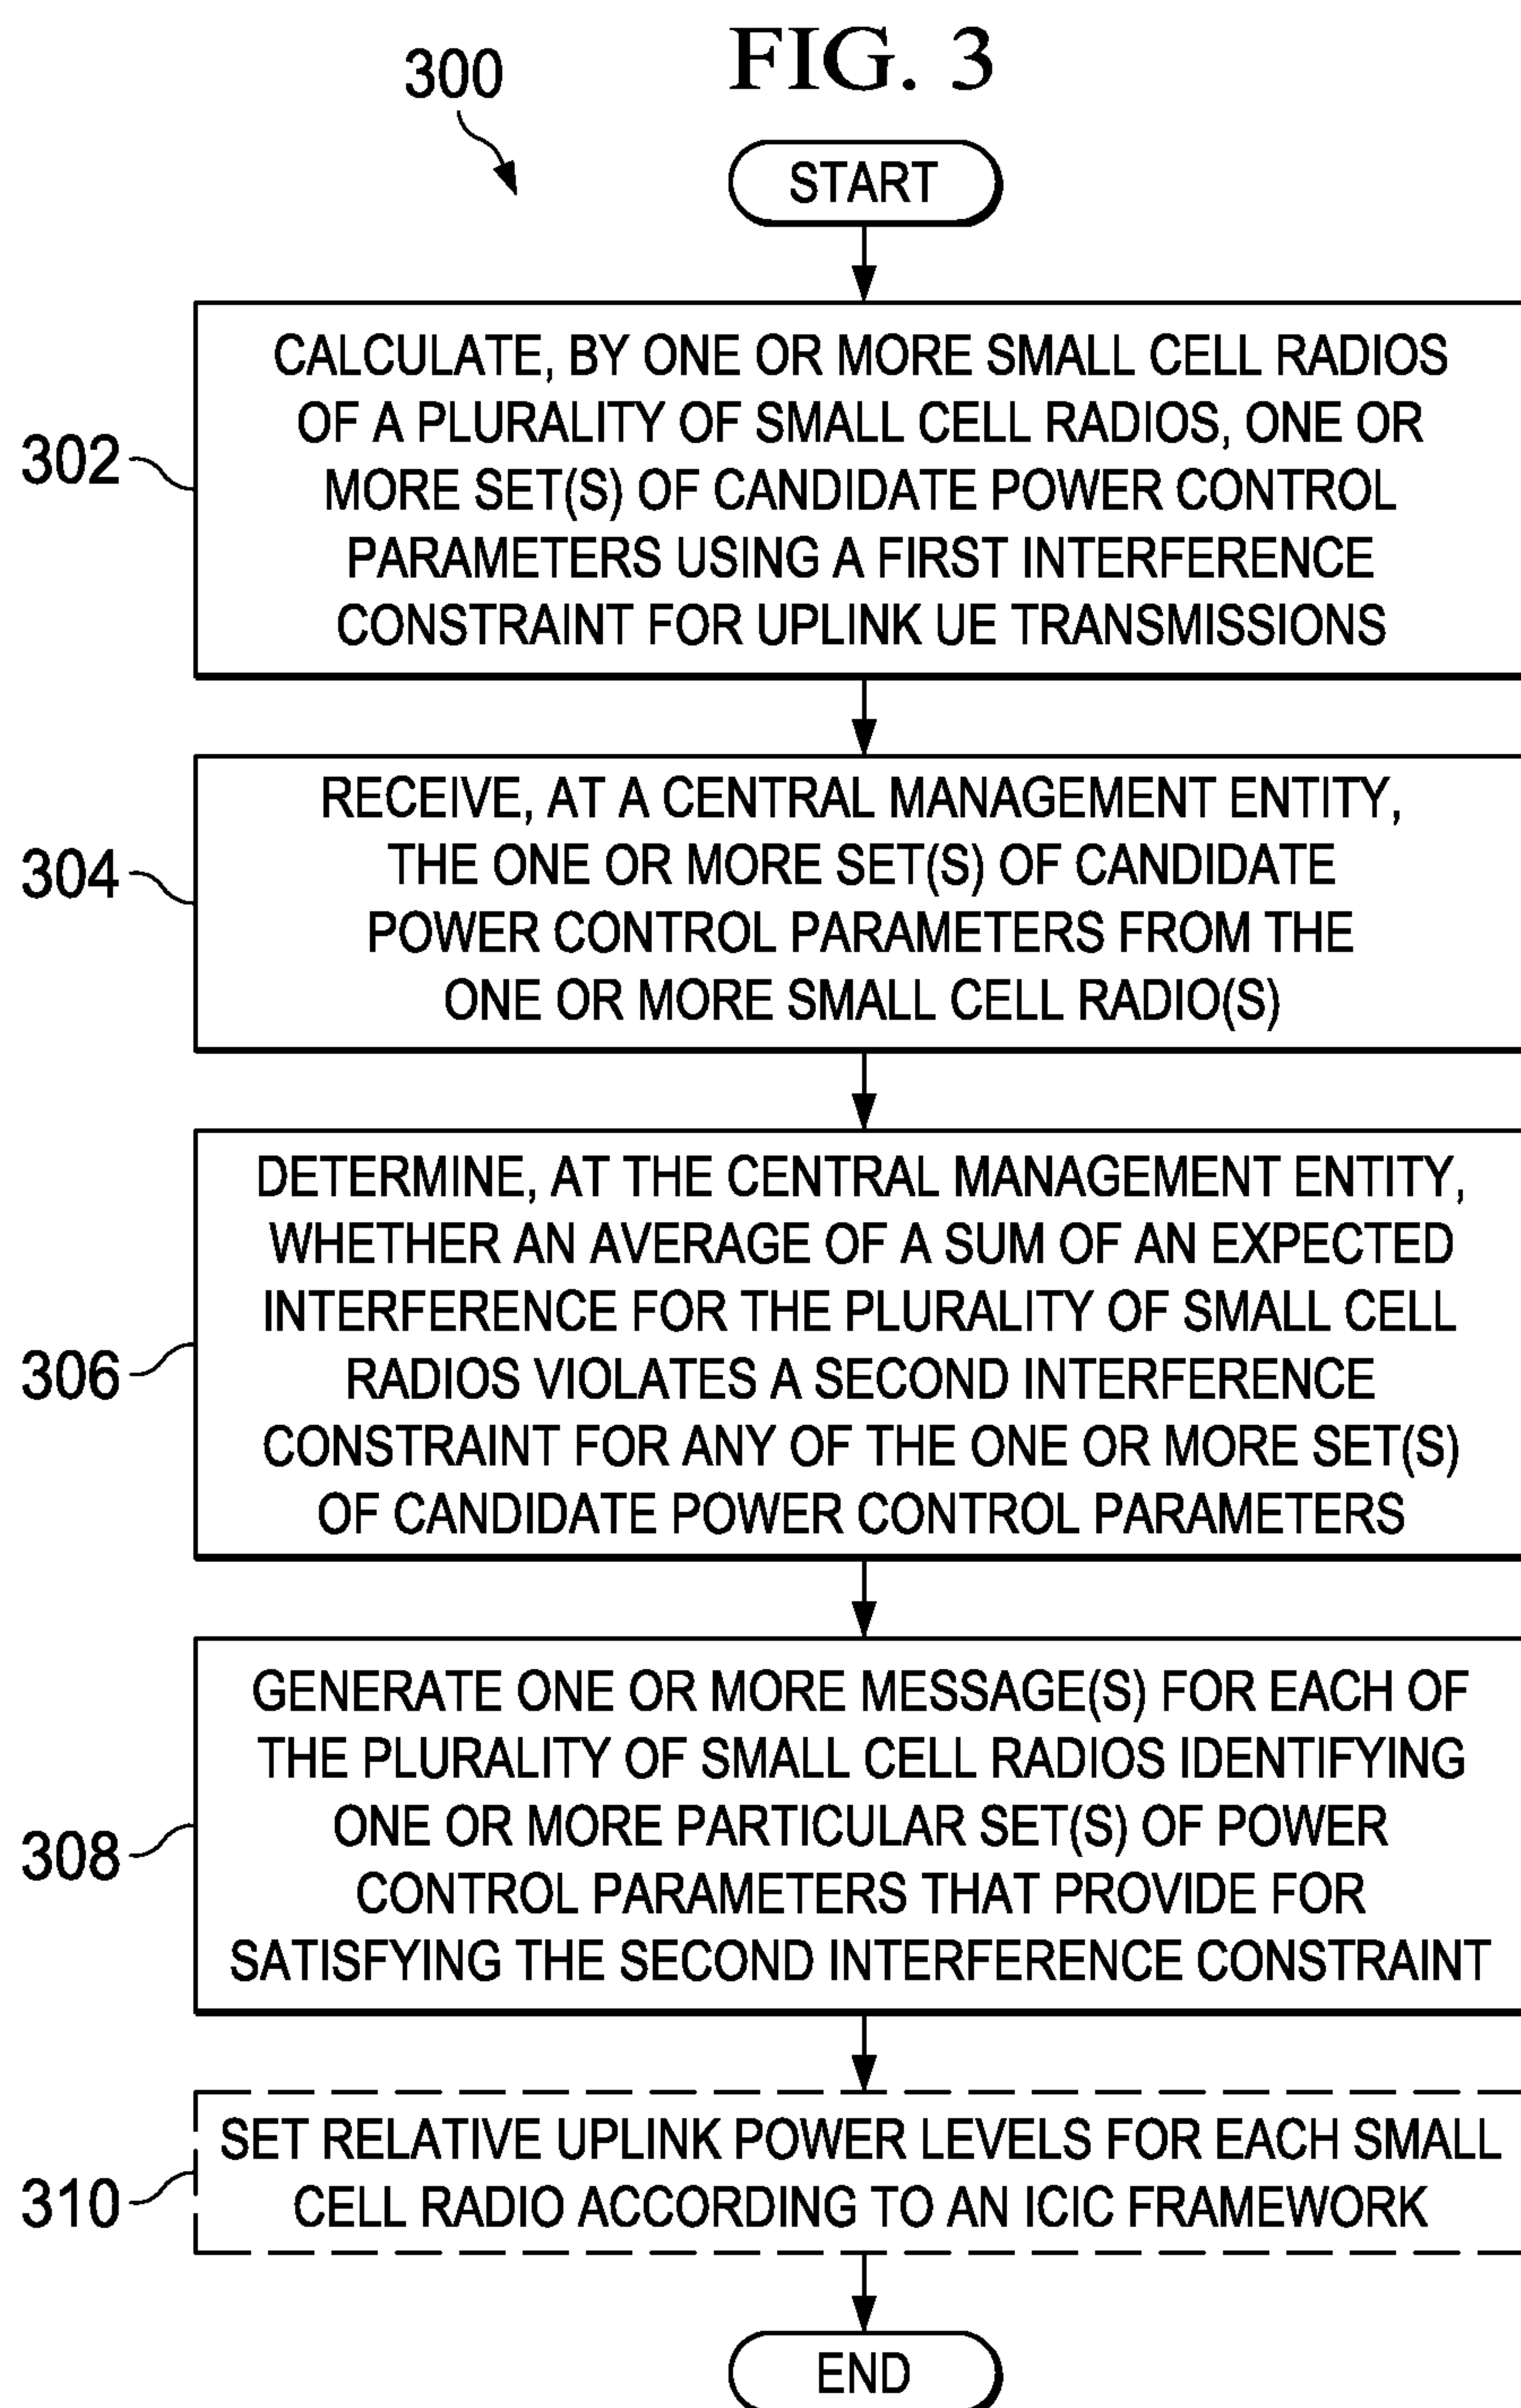 FIG. 3
300
START
302
CALCULATE, BY ONE OR MORE SMALL CELL RADIOS
OF A PLURALITY OF SMALL CELL RADIOS, ONE OR
MORE SET(S) OF CANDIDATE POWER CONTROL
PARAMETERS USING A FIRST INTERFERENCE
CONSTRAINT FOR UPLINK UE TRANSMISSIONS
304
RECEIVE, AT A CENTRAL MANAGEMENT ENTITY,
THE ONE OR MORE SET(S) OF CANDIDATE
POWER CONTROL PARAMETERS FROM THE
ONE OR MORE SMALL CELL RADIO(S)
306
DETERMINE, AT THE CENTRAL MANAGEMENT ENTITY,
WHETHER AN AVERAGE OF A SUM OF AN EXPECTED
INTERFERENCE FOR THE PLURALITY OF SMALL CELL
RADIOS VIOLATES A SECOND INTERFERENCE
CONSTRAINT FOR ANY OF THE ONE OR MORE SET(S)
OF CANDIDATE POWER CONTROL PARAMETERS
308
GENERATE ONE OR MORE MESSAGE(S) FOR EACH OF
THE PLURALITY OF SMALL CELL RADIOS IDENTIFYING
ONE OR MORE PARTICULAR SET(S) OF POWER
CONTROL PARAMETERS THAT PROVIDE FOR
SATISFYING THE SECOND INTERFERENCE CONSTRAINT
310
SET RELATIVE UPLINK POWER LEVELS FOR EACH SMALL
CELL RADIO ACCORDING TO AN ICIC FRAMEWORK
END